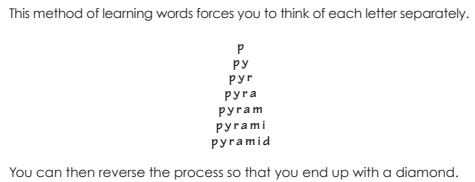 This method of learning words forces you to think of each letter separately.
p
py
pyr
pyra
pyram
pyrami
pyramid
You can then reverse the process so that you end up with a diamond.